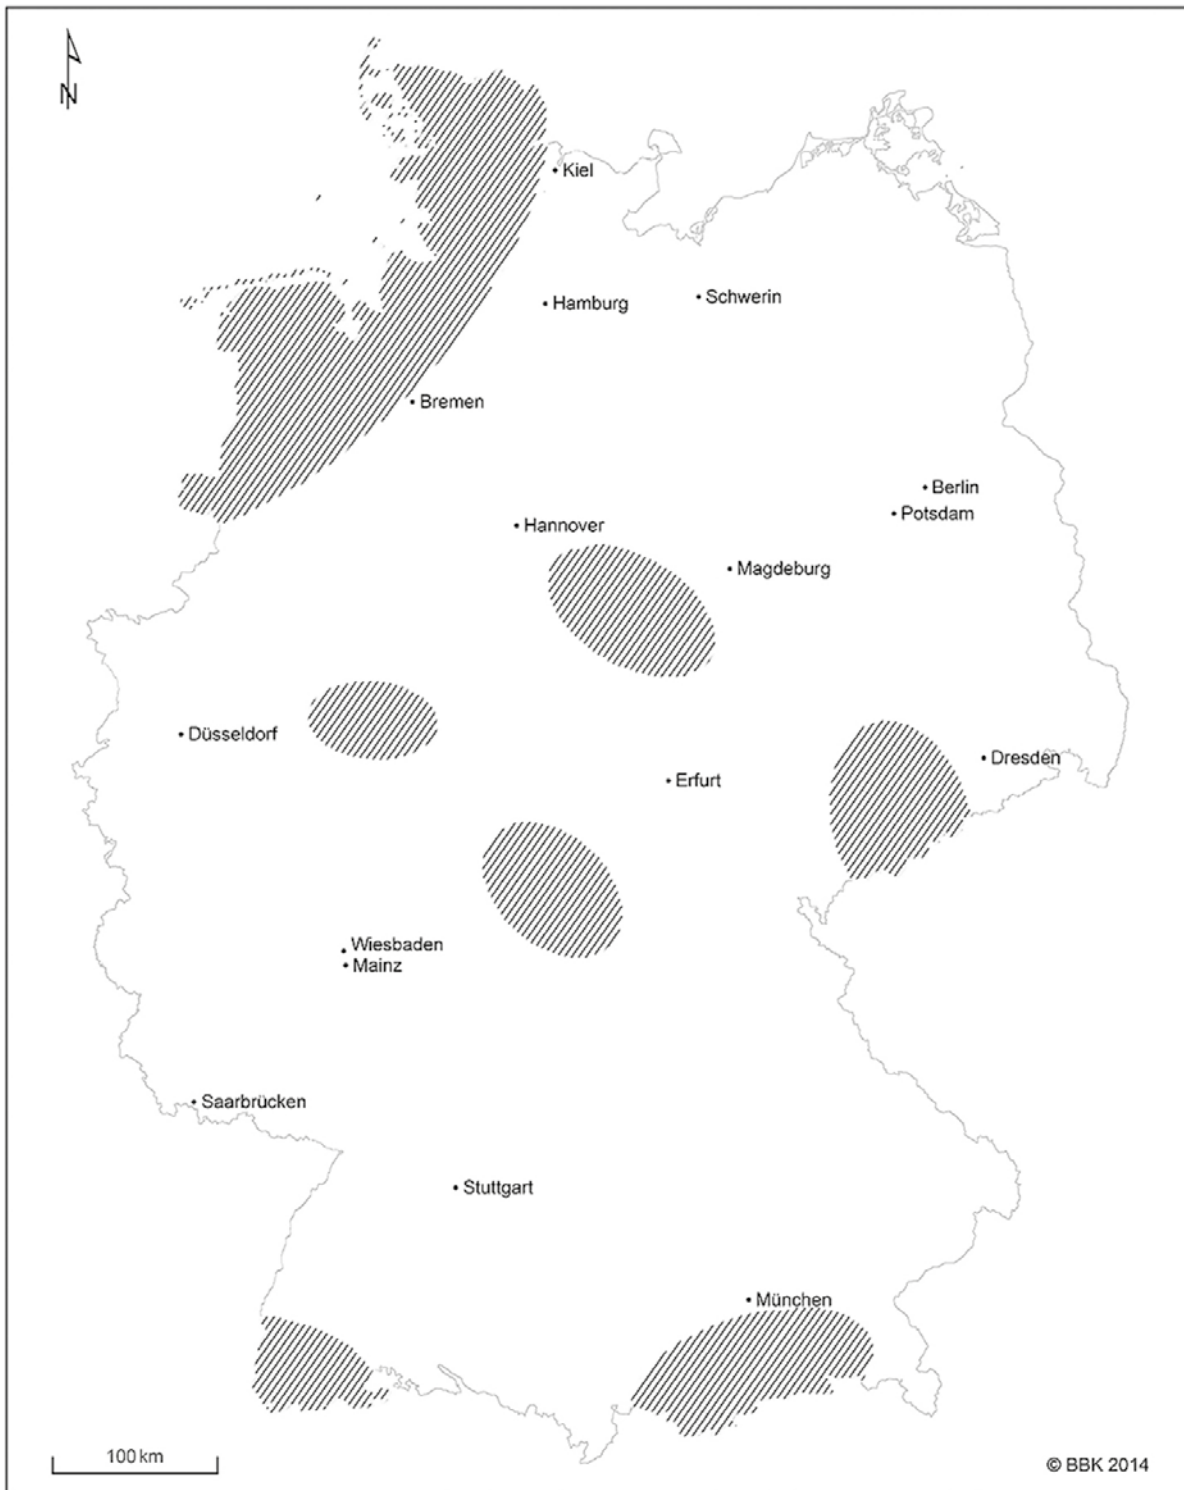 N
Kiel
Hamburg
Schwerin
Bremen
Berlin
Potsdam
Hannover
Magdeburg
Düsseldorf
Dresden
Erfurt
Wiesbaden
Mainz
Saarbrücken
Stuttgart
München
100 km
© BBK 2014